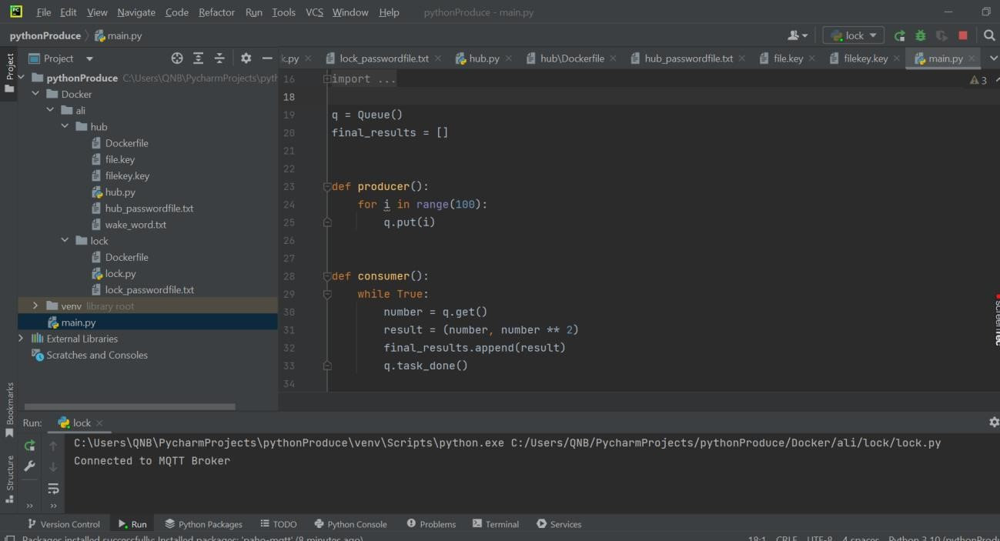 PC File Edit View Navigate Code Refactor Run Tools VCS Window Help pythonProduce - main.py
pythonProduce main.py lock
Project
Project k.py lock_passwordfile.txt hub.py hub\Dockerfile hub_passwordfile.txt file.key filekey.key main.py
pythonProduce C:\Users\QNB\PycharmProjects\pyth
Docker
ali
hub
Dockerfile
file.key
filekey.key
hub.py
hub_passwordfile.txt
wake_word.txt
lock
Dockerfile
lock.py
lock_passwordfile.txt
venv library root
main.py
External Libraries
Scratches and Consoles
16 import ... 3
18
19 q = Queue()
20 final_results = []
21
22
23 def producer():
24 for i in range(100):
25 q.put(i)
26
27
28 def consumer():
29 while True:
30 number = q.get()
31 result = (number, number ** 2)
32 final_results.append(result)
33 q.task_done()
34
Bookmarks
Structure
Run: lock
C:\Users\QNB\PycharmProjects\pythonProduce\venv\Scripts\python.exe C:/Users/QNB/PycharmProjects/pythonProduce/Docker/ali/lock/lock.py
Connected to MQTT Broker
Version Control Run Python Packages TODO Python Console Problems Terminal Services
Packages installed successfully: Installed packages: 'paho-mqtt' (8 minutes ago) 18:1 CRLF UTF-8 4 spaces Python 3.10 (pythonProdu